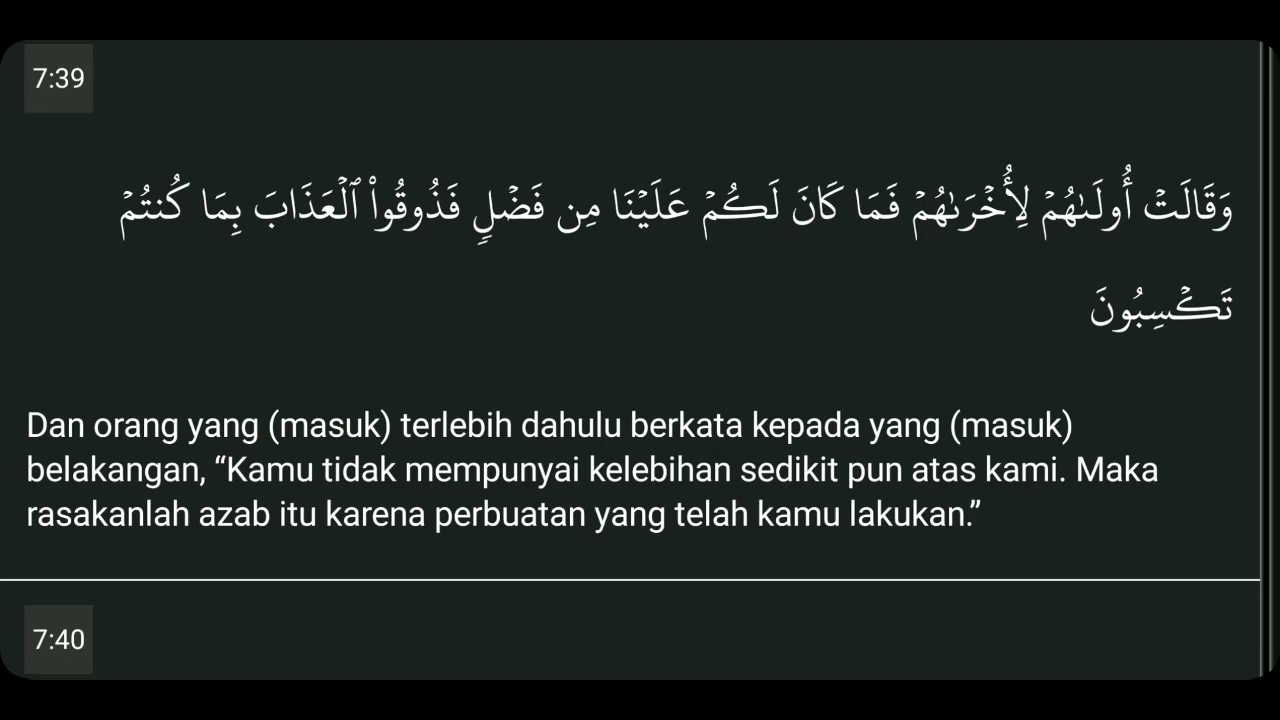 7:39
وَقَالَتۡ أُولَىٰهُمۡ لِأُخۡرَىٰهُمۡ فَمَا كَانَ لَكُمۡ عَلَيۡنَا مِن فَضۡلٖ فَذُوقُواْ ٱلۡعَذَابَ بِمَا كُنتُمۡ
تَكۡسِبُونَ
Dan orang yang (masuk) terlebih dahulu berkata kepada yang (masuk)
belakangan, “Kamu tidak mempunyai kelebihan sedikit pun atas kami. Maka
rasakanlah azab itu karena perbuatan yang telah kamu lakukan.”
7:40